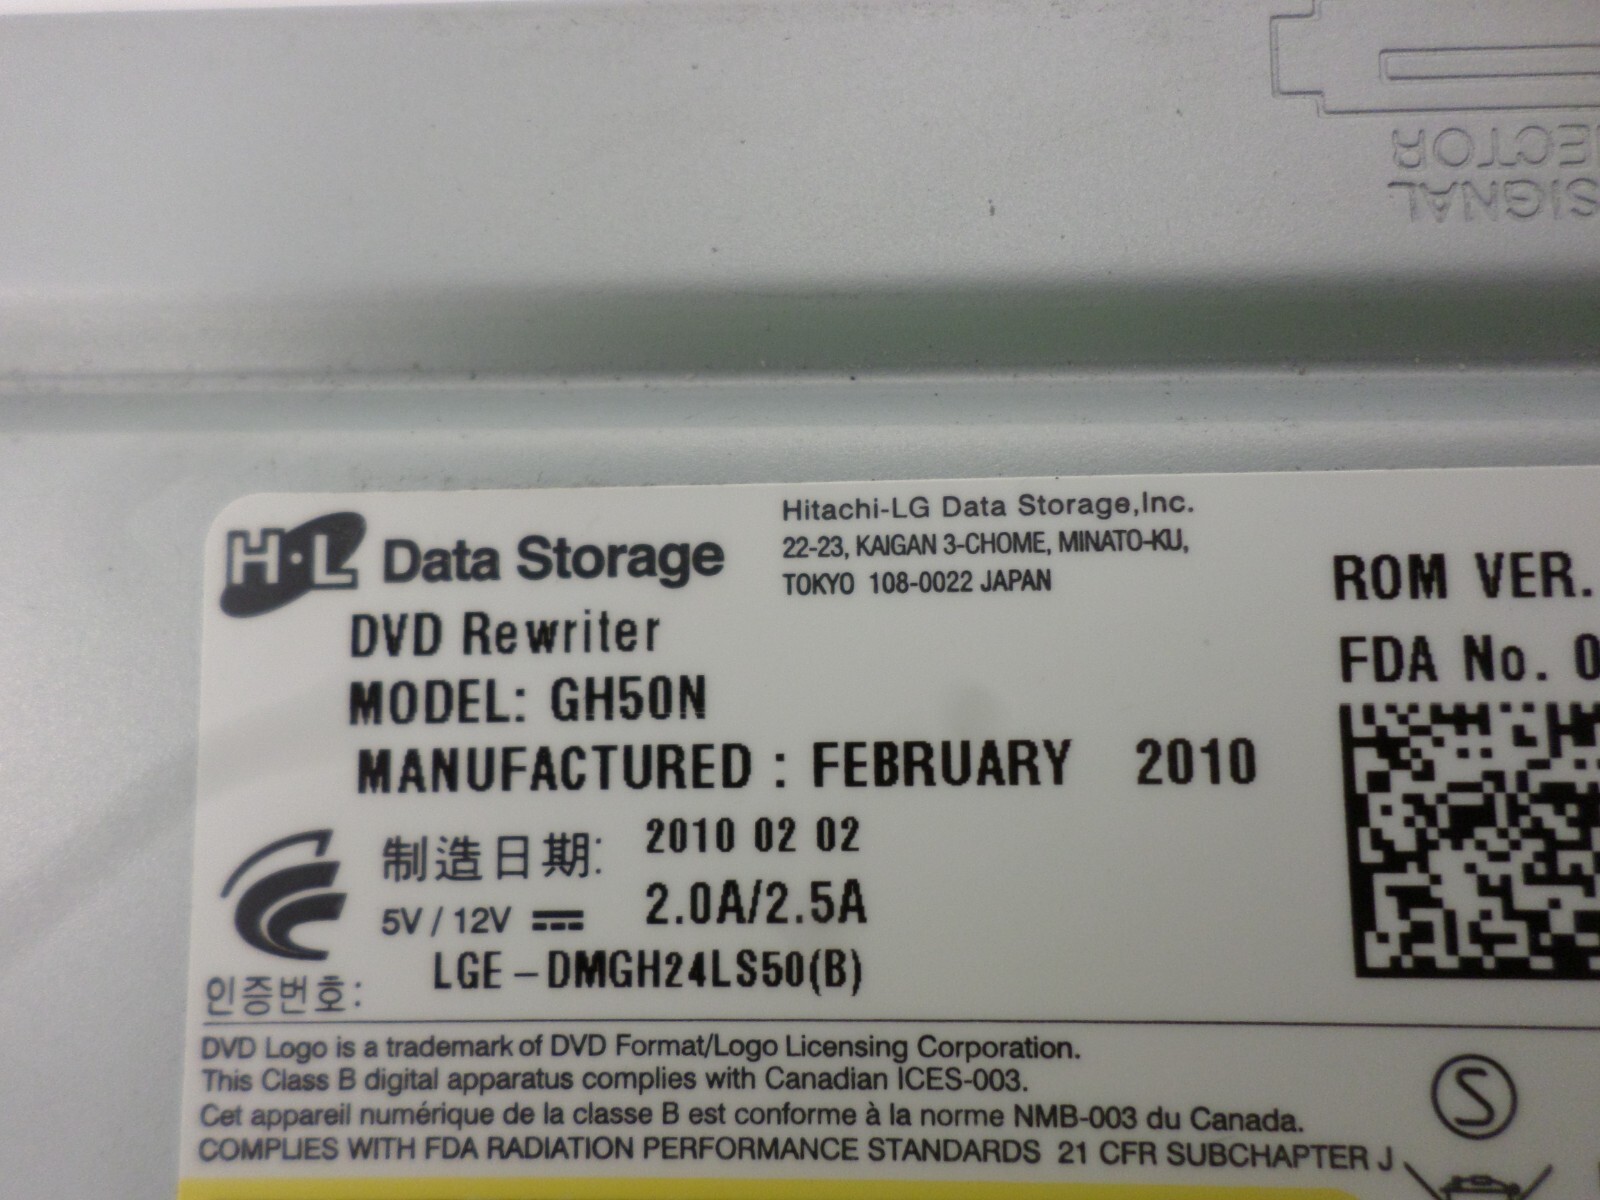 SIGNAL
ECTOR
H·L Data Storage
Hitachi-LG Data Storage,Inc.
22-23, KAIGAN 3-CHOME, MINATO-KU,
TOKYO 108-0022 JAPAN
DVD Rewriter
MODEL: GH50N
MANUFACTURED : FEBRUARY 2010
制造日期: 2010 02 02
5V / 12V ⎓ 2.0A/2.5A
인증번호: LGE-DMGH24LS50(B)
ROM VER.
FDA No. 0
DVD Logo is a trademark of DVD Format/Logo Licensing Corporation.
This Class B digital apparatus complies with Canadian ICES-003.
Cet appareil numérique de la classe B est conforme à la norme NMB-003 du Canada.
COMPLIES WITH FDA RADIATION PERFORMANCE STANDARDS 21 CFR SUBCHAPTER J
S